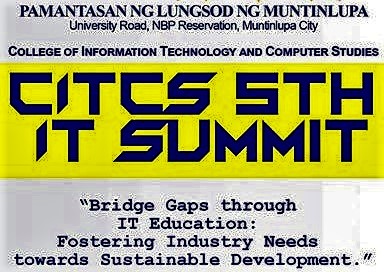 PAMANTASAN NG LUNGSOD NG MUNTINLUPA
University Road, NBP Reservation, Muntinlupa City
COLLEGE OF INFORMATION TECHNOLOGY AND COMPUTER STUDIES
CITCS 5TH
IT SUMMIT
“Bridge Gaps through
IT Education:
Fostering Industry Needs
towards Sustainable Development.”